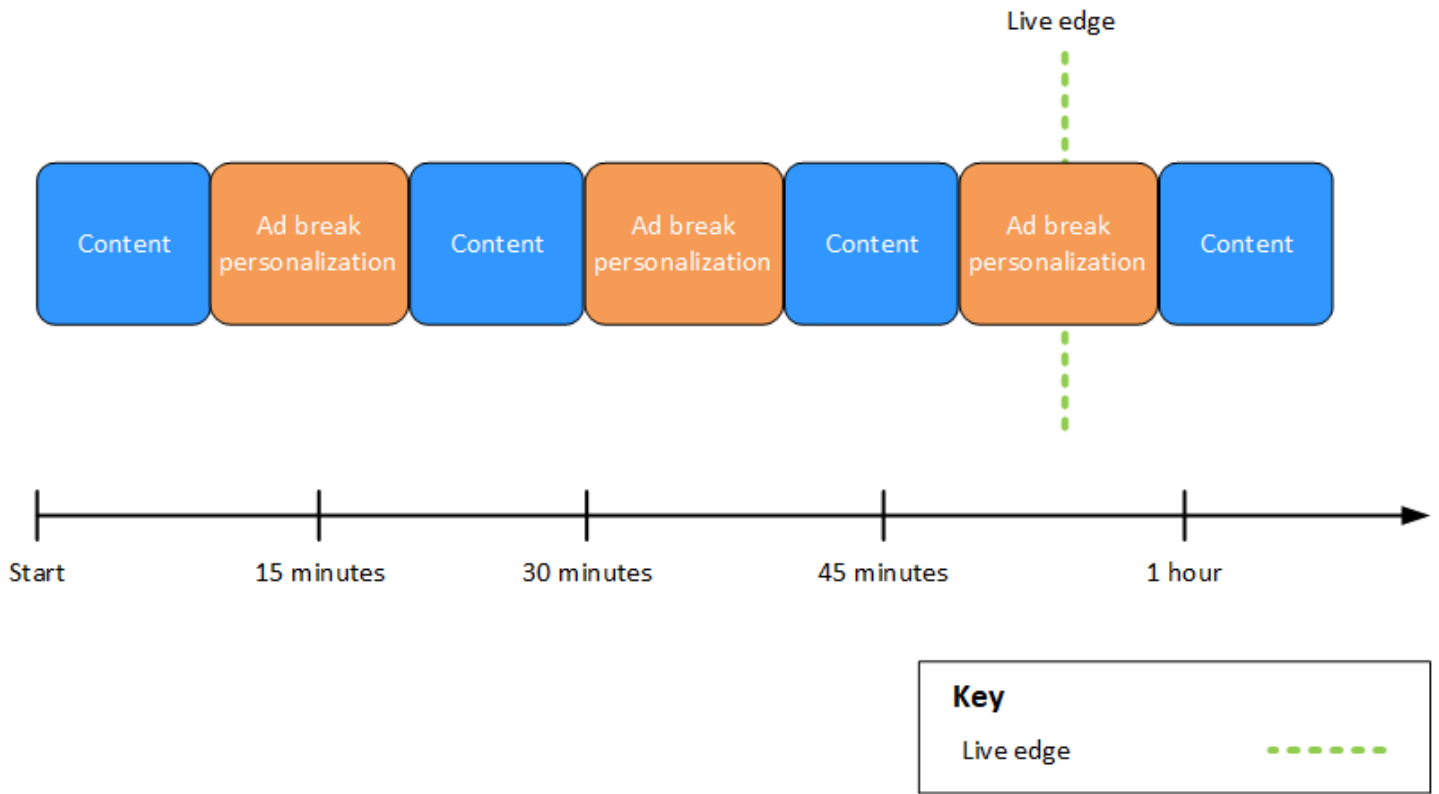 Live edge
Content
Ad break
personalization
Content
Ad break
personalization
Content
Ad break
personalization
Content
Start
15 minutes
30 minutes
45 minutes
1 hour
Key
Live edge